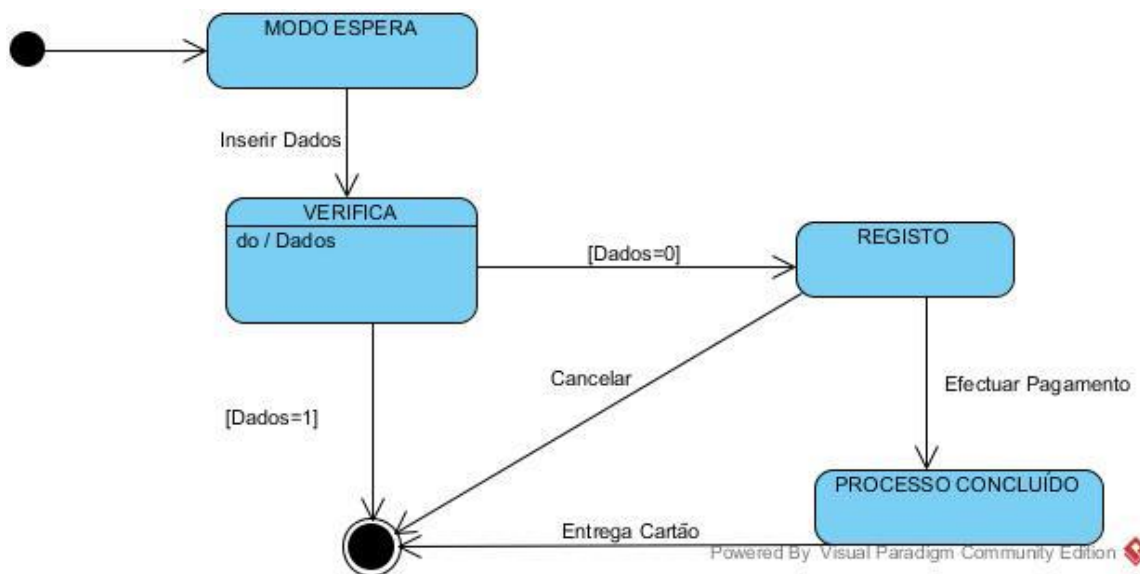 MODO ESPERA
Inserir Dados
VERIFICA
do / Dados
[Dados=0]
REGISTO
Cancelar
Efectuar Pagamento
[Dados=1]
PROCESSO CONCLUÍDO
Entrega Cartão
Powered By Visual Paradigm Community Edition